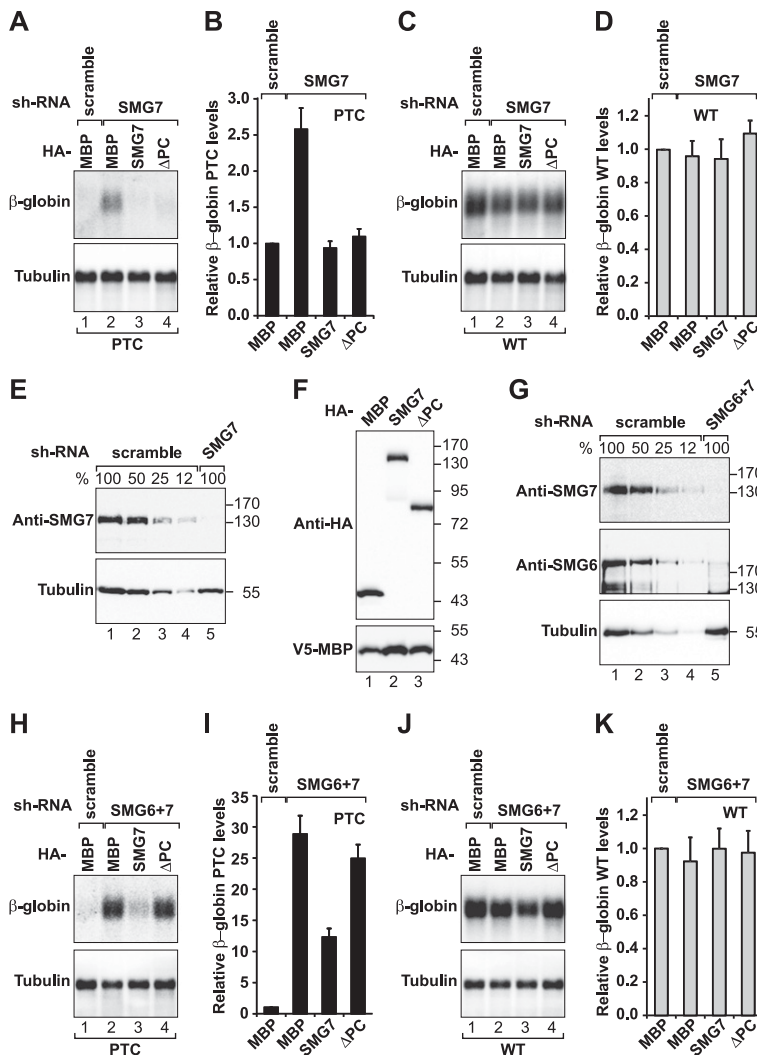 A
sh-RNA
scramble
SMG7
HA-
MBP
MBP
SMG7
ΔPC
β-globin
Tubulin
1 2 3 4
PTC
B
scramble
SMG7
PTC
Relative β–globin PTC levels
3.0
2.5
2.0
1.5
1.0
0.5
0.0
MBP
MBP
SMG7
ΔPC
C
sh-RNA
scramble
SMG7
HA-
MBP
MBP
SMG7
ΔPC
β-globin
Tubulin
1 2 3 4
WT
D
scramble
SMG7
WT
Relative β–globin WT levels
1.2
1.0
0.8
0.6
0.4
0.2
0.0
MBP
MBP
SMG7
ΔPC
E
sh-RNA
scramble
SMG7
% 100 50 25 12 100
Anti-SMG7
170
130
Tubulin
55
1 2 3 4 5
F
HA-
MBP
SMG7
ΔPC
Anti-HA
170
130
95
72
55
43
V5-MBP
55
43
1 2 3
G
sh-RNA
scramble
SMG6+7
% 100 50 25 12 100
Anti-SMG7
170
130
Anti-SMG6
170
130
Tubulin
55
1 2 3 4 5
H
sh-RNA
scramble
SMG6+7
HA-
MBP
MBP
SMG7
ΔPC
β-globin
Tubulin
1 2 3 4
PTC
I
scramble
SMG6+7
PTC
Relative β–globin PTC levels
35
30
25
20
15
10
5
0
MBP
MBP
SMG7
ΔPC
J
sh-RNA
scramble
SMG6+7
HA-
MBP
MBP
SMG7
ΔPC
β-globin
Tubulin
1 2 3 4
WT
K
scramble
SMG6+7
WT
Relative β–globin WT levels
1.2
1.0
0.8
0.6
0.4
0.2
0.0
MBP
MBP
SMG7
ΔPC